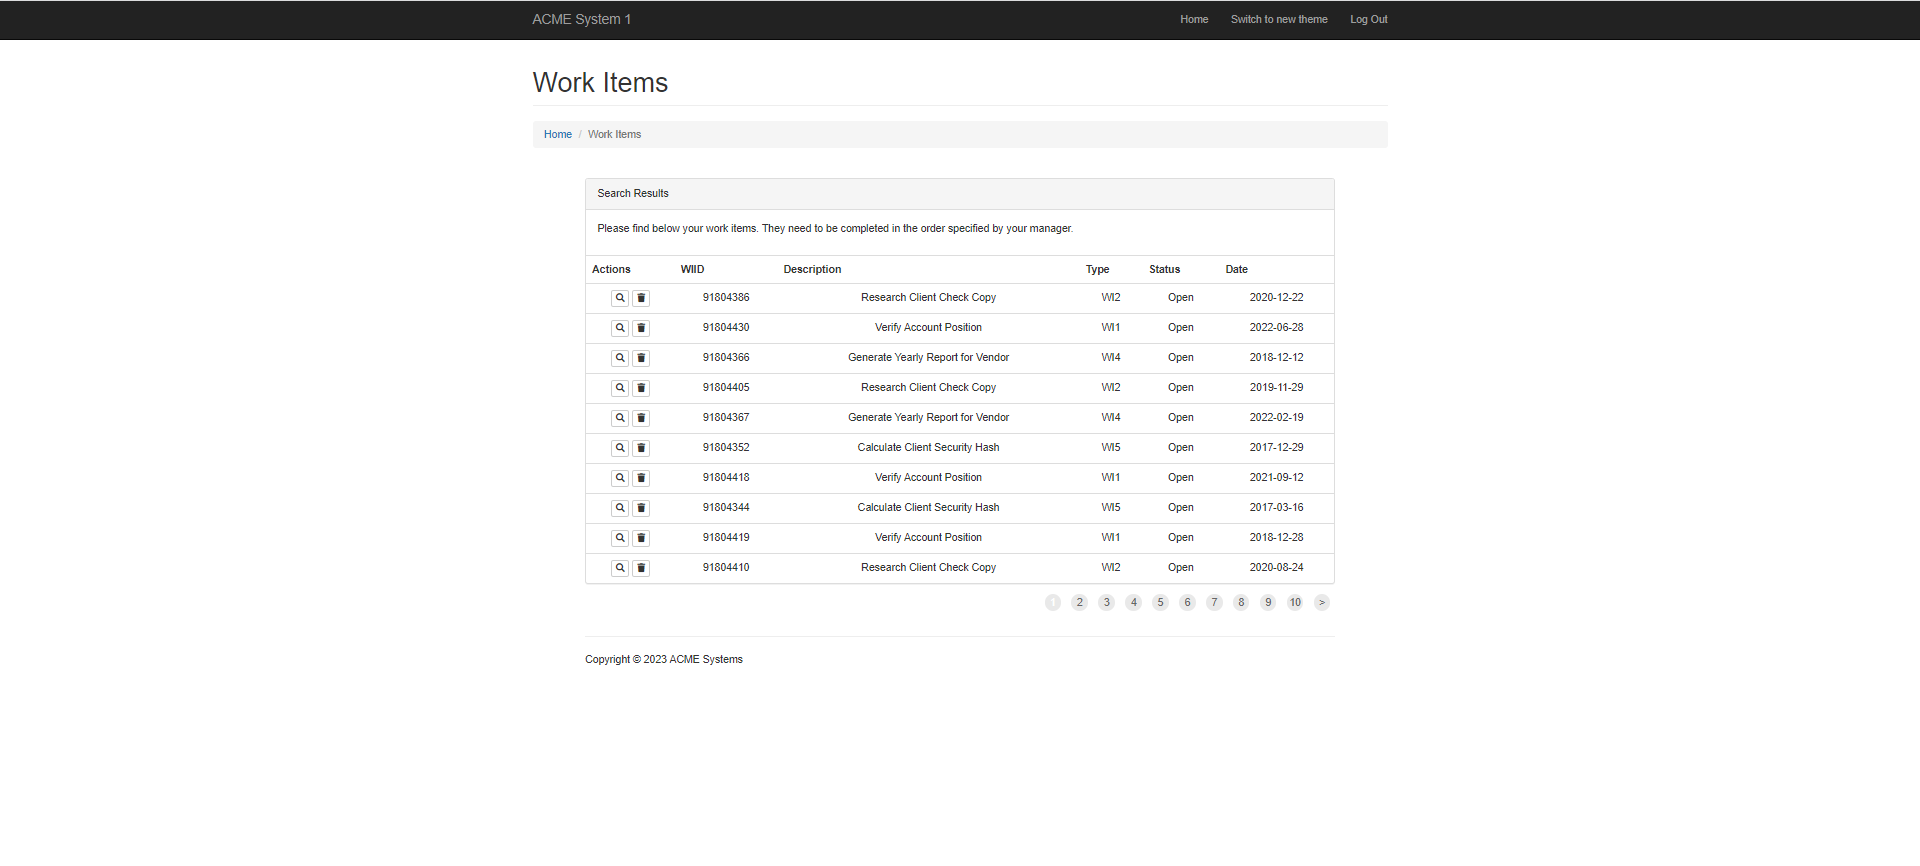 ACME System 1 Home Switch to new theme Log Out
Work Items
Home / Work Items
Search Results
Please find below your work items. They need to be completed in the order specified by your manager.
Actions WIID Description Type Status Date
91804386 Research Client Check Copy WI2 Open 2020-12-22
91804430 Verify Account Position WI1 Open 2022-06-28
91804366 Generate Yearly Report for Vendor WI4 Open 2018-12-12
91804405 Research Client Check Copy WI2 Open 2019-11-29
91804367 Generate Yearly Report for Vendor WI4 Open 2022-02-19
91804352 Calculate Client Security Hash WI5 Open 2017-12-29
91804418 Verify Account Position WI1 Open 2021-09-12
91804344 Calculate Client Security Hash WI5 Open 2017-03-16
91804419 Verify Account Position WI1 Open 2018-12-28
91804410 Research Client Check Copy WI2 Open 2020-08-24
1 2 3 4 5 6 7 8 9 10 >
Copyright © 2023 ACME Systems